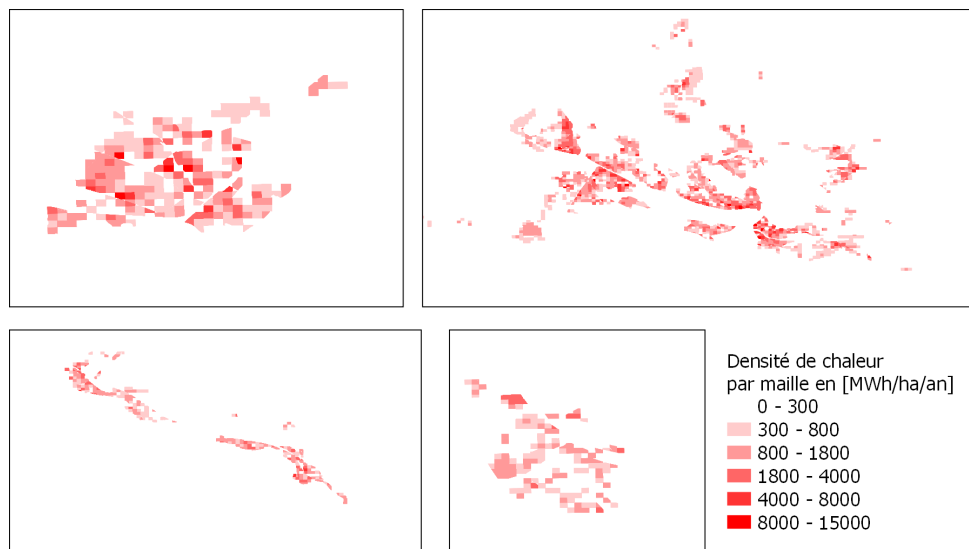 Densité de chaleur
par maille en [MWh/ha/an]
0 - 300
300 - 800
800 - 1800
1800 - 4000
4000 - 8000
8000 - 15000